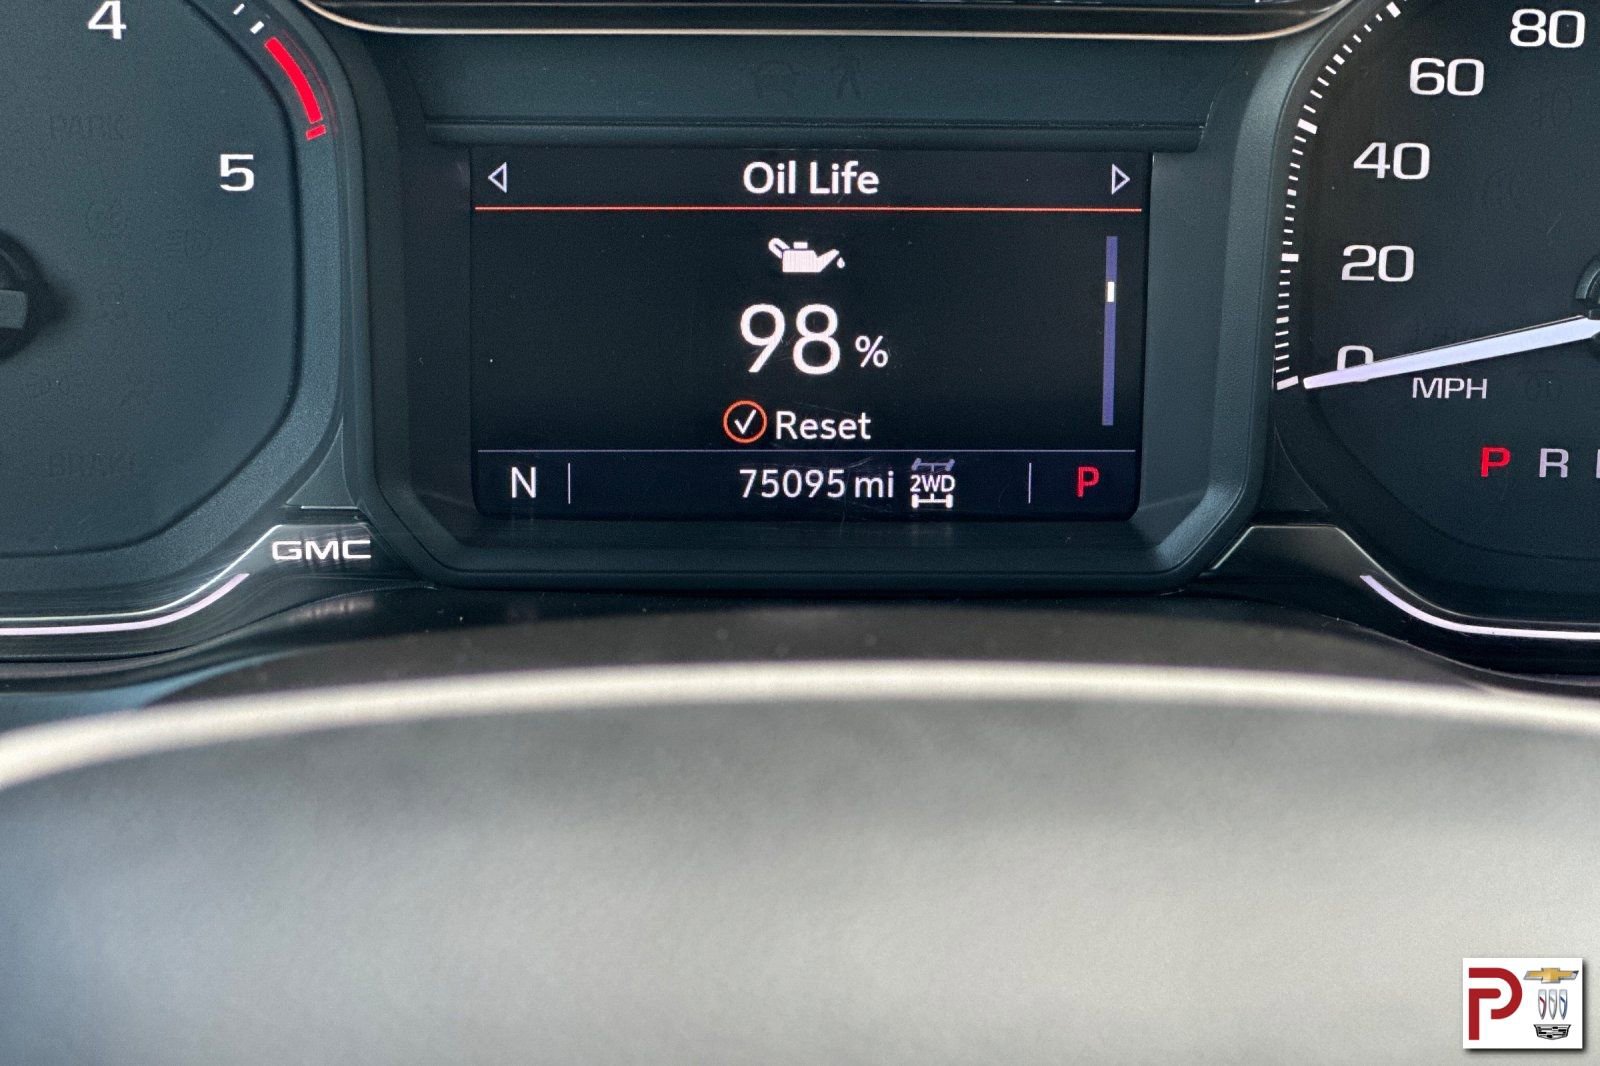 4
5
Oil Life
98 %
Reset
N
75095 mi 2WD
P
GMC
80
60
40
20
0
MPH
P R
P